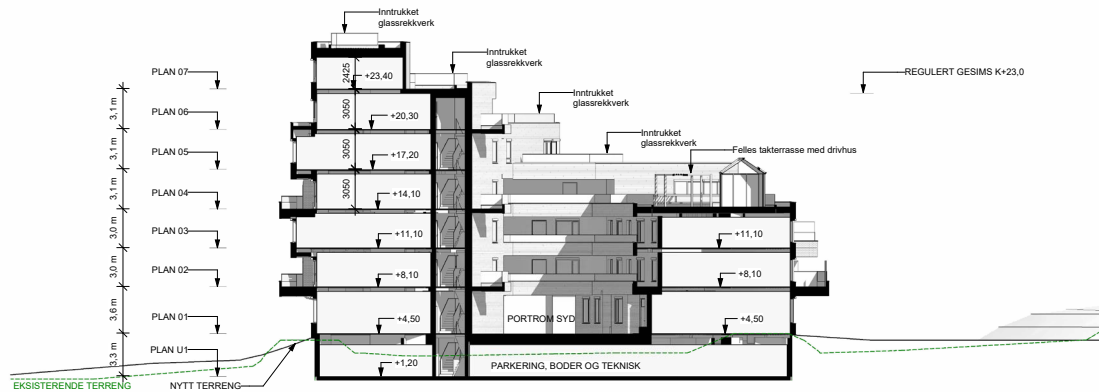 Inntrukket
glassrekkverk
Inntrukket
glassrekkverk
PLAN 07
2425
+23,40
REGULERT GESIMS K+23,0
Inntrukket
glassrekkverk
3,1 m
PLAN 06
3050
+20,30
Inntrukket
glassrekkverk
3,1 m
PLAN 05
3050
+17,20
Felles takterrasse med drivhus
3,1 m
PLAN 04
3050
+14,10
3,0 m
PLAN 03
+11,10
+11,10
3,0 m
PLAN 02
+8,10
+8,10
3,6 m
PLAN 01
+4,50
PORTROM SYD
+4,50
3,3 m
PLAN U1
+1,20
PARKERING, BODER OG TEKNISK
EKSISTERENDE TERRENG
NYTT TERRENG